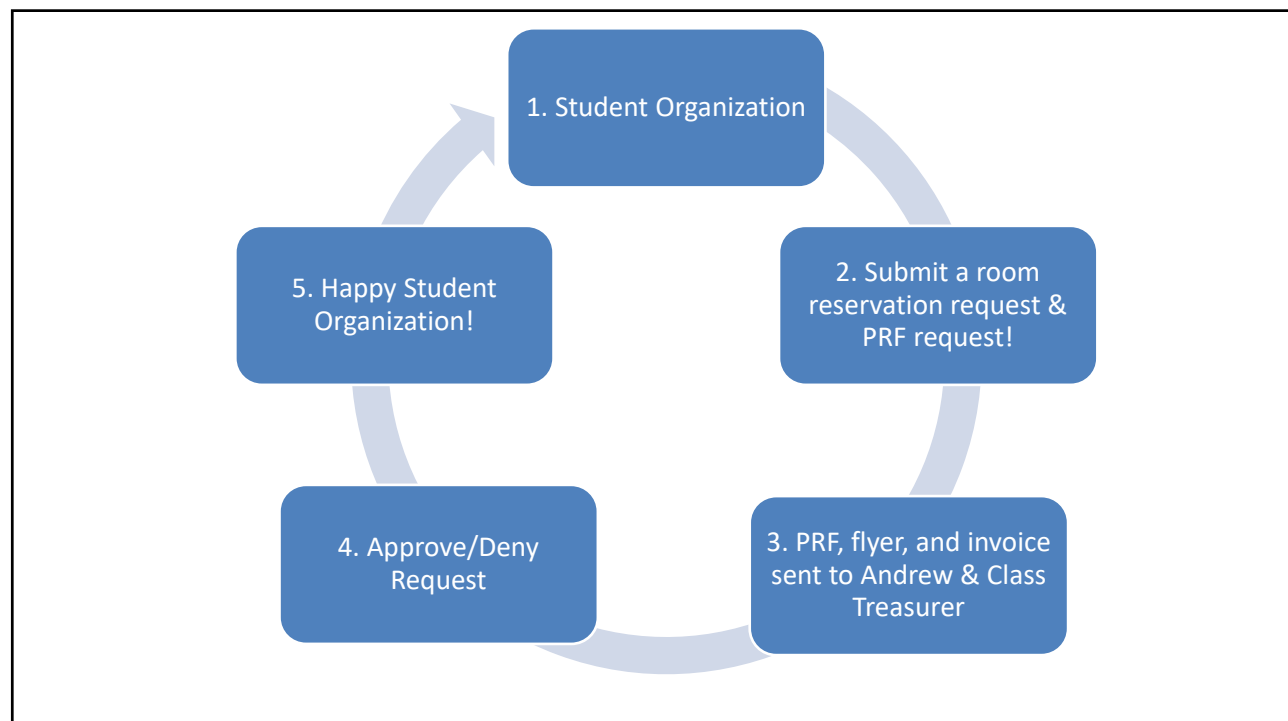 1. Student Organization
2. Submit a room
reservation request &
PRF request!
3. PRF, flyer, and invoice
sent to Andrew & Class
Treasurer
4. Approve/Deny
Request
5. Happy Student
Organization!